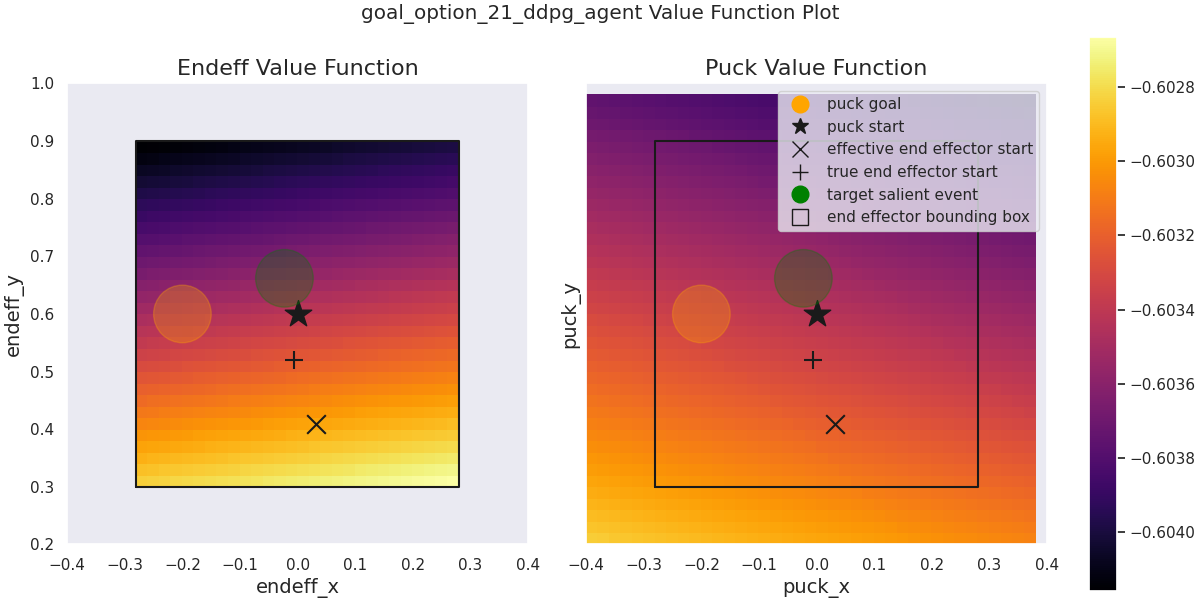 goal_option_21_ddpg_agent Value Function Plot
Endeff Value Function
1.0
0.9
0.8
0.7
0.6
0.5
0.4
0.3
0.2
endeff_y
−0.4 −0.3 −0.2 −0.1 0.0 0.1 0.2 0.3 0.4
endeff_x
Puck Value Function
puck goal
puck start
effective end effector start
true end effector start
target salient event
end effector bounding box
puck_y
−0.4 −0.3 −0.2 −0.1 0.0 0.1 0.2 0.3 0.4
puck_x
−0.6028
−0.6030
−0.6032
−0.6034
−0.6036
−0.6038
−0.6040